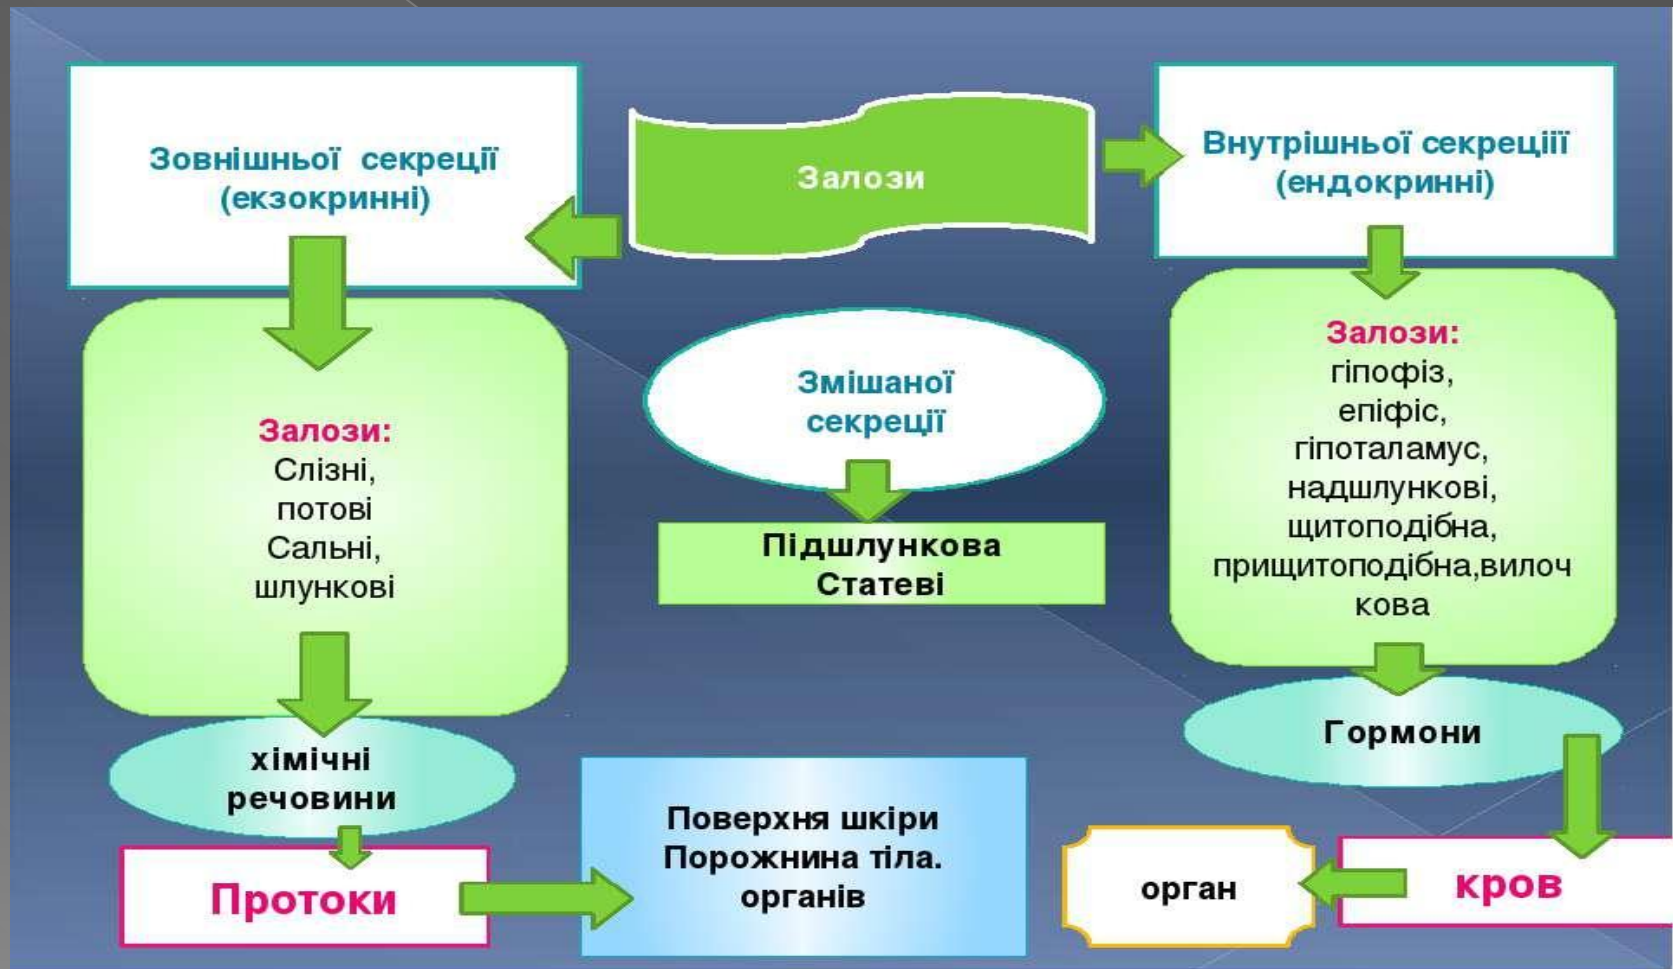 Залози
Зовнішньої секреції
(екзокринні)
Залози:
Слізні,
потові
Сальні,
шлункові
хімічні
речовини
Протоки
Поверхня шкіри
Порожнина тіла.
органів
Змішаної
секреції
Підшлункова
Статеві
Внутрішньої секреціїї
(ендокринні)
Залози:
гіпофіз,
епіфіс,
гіпоталамус,
надшлункові,
щитоподібна,
прищитоподібна,вилоч
кова
Гормони
кров
орган